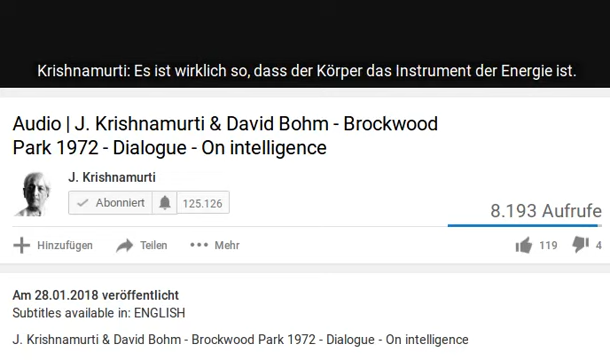 Krishnamurti: Es ist wirklich so, dass der Körper das Instrument der Energie ist.
Audio | J. Krishnamurti & David Bohm - Brockwood
Park 1972 - Dialogue - On intelligence
J. Krishnamurti
Abonniert 125.126
8.193 Aufrufe
Hinzufügen Teilen Mehr 119 4
Am 28.01.2018 veröffentlicht
Subtitles available in: ENGLISH
J. Krishnamurti & David Bohm - Brockwood Park 1972 - Dialogue - On intelligence